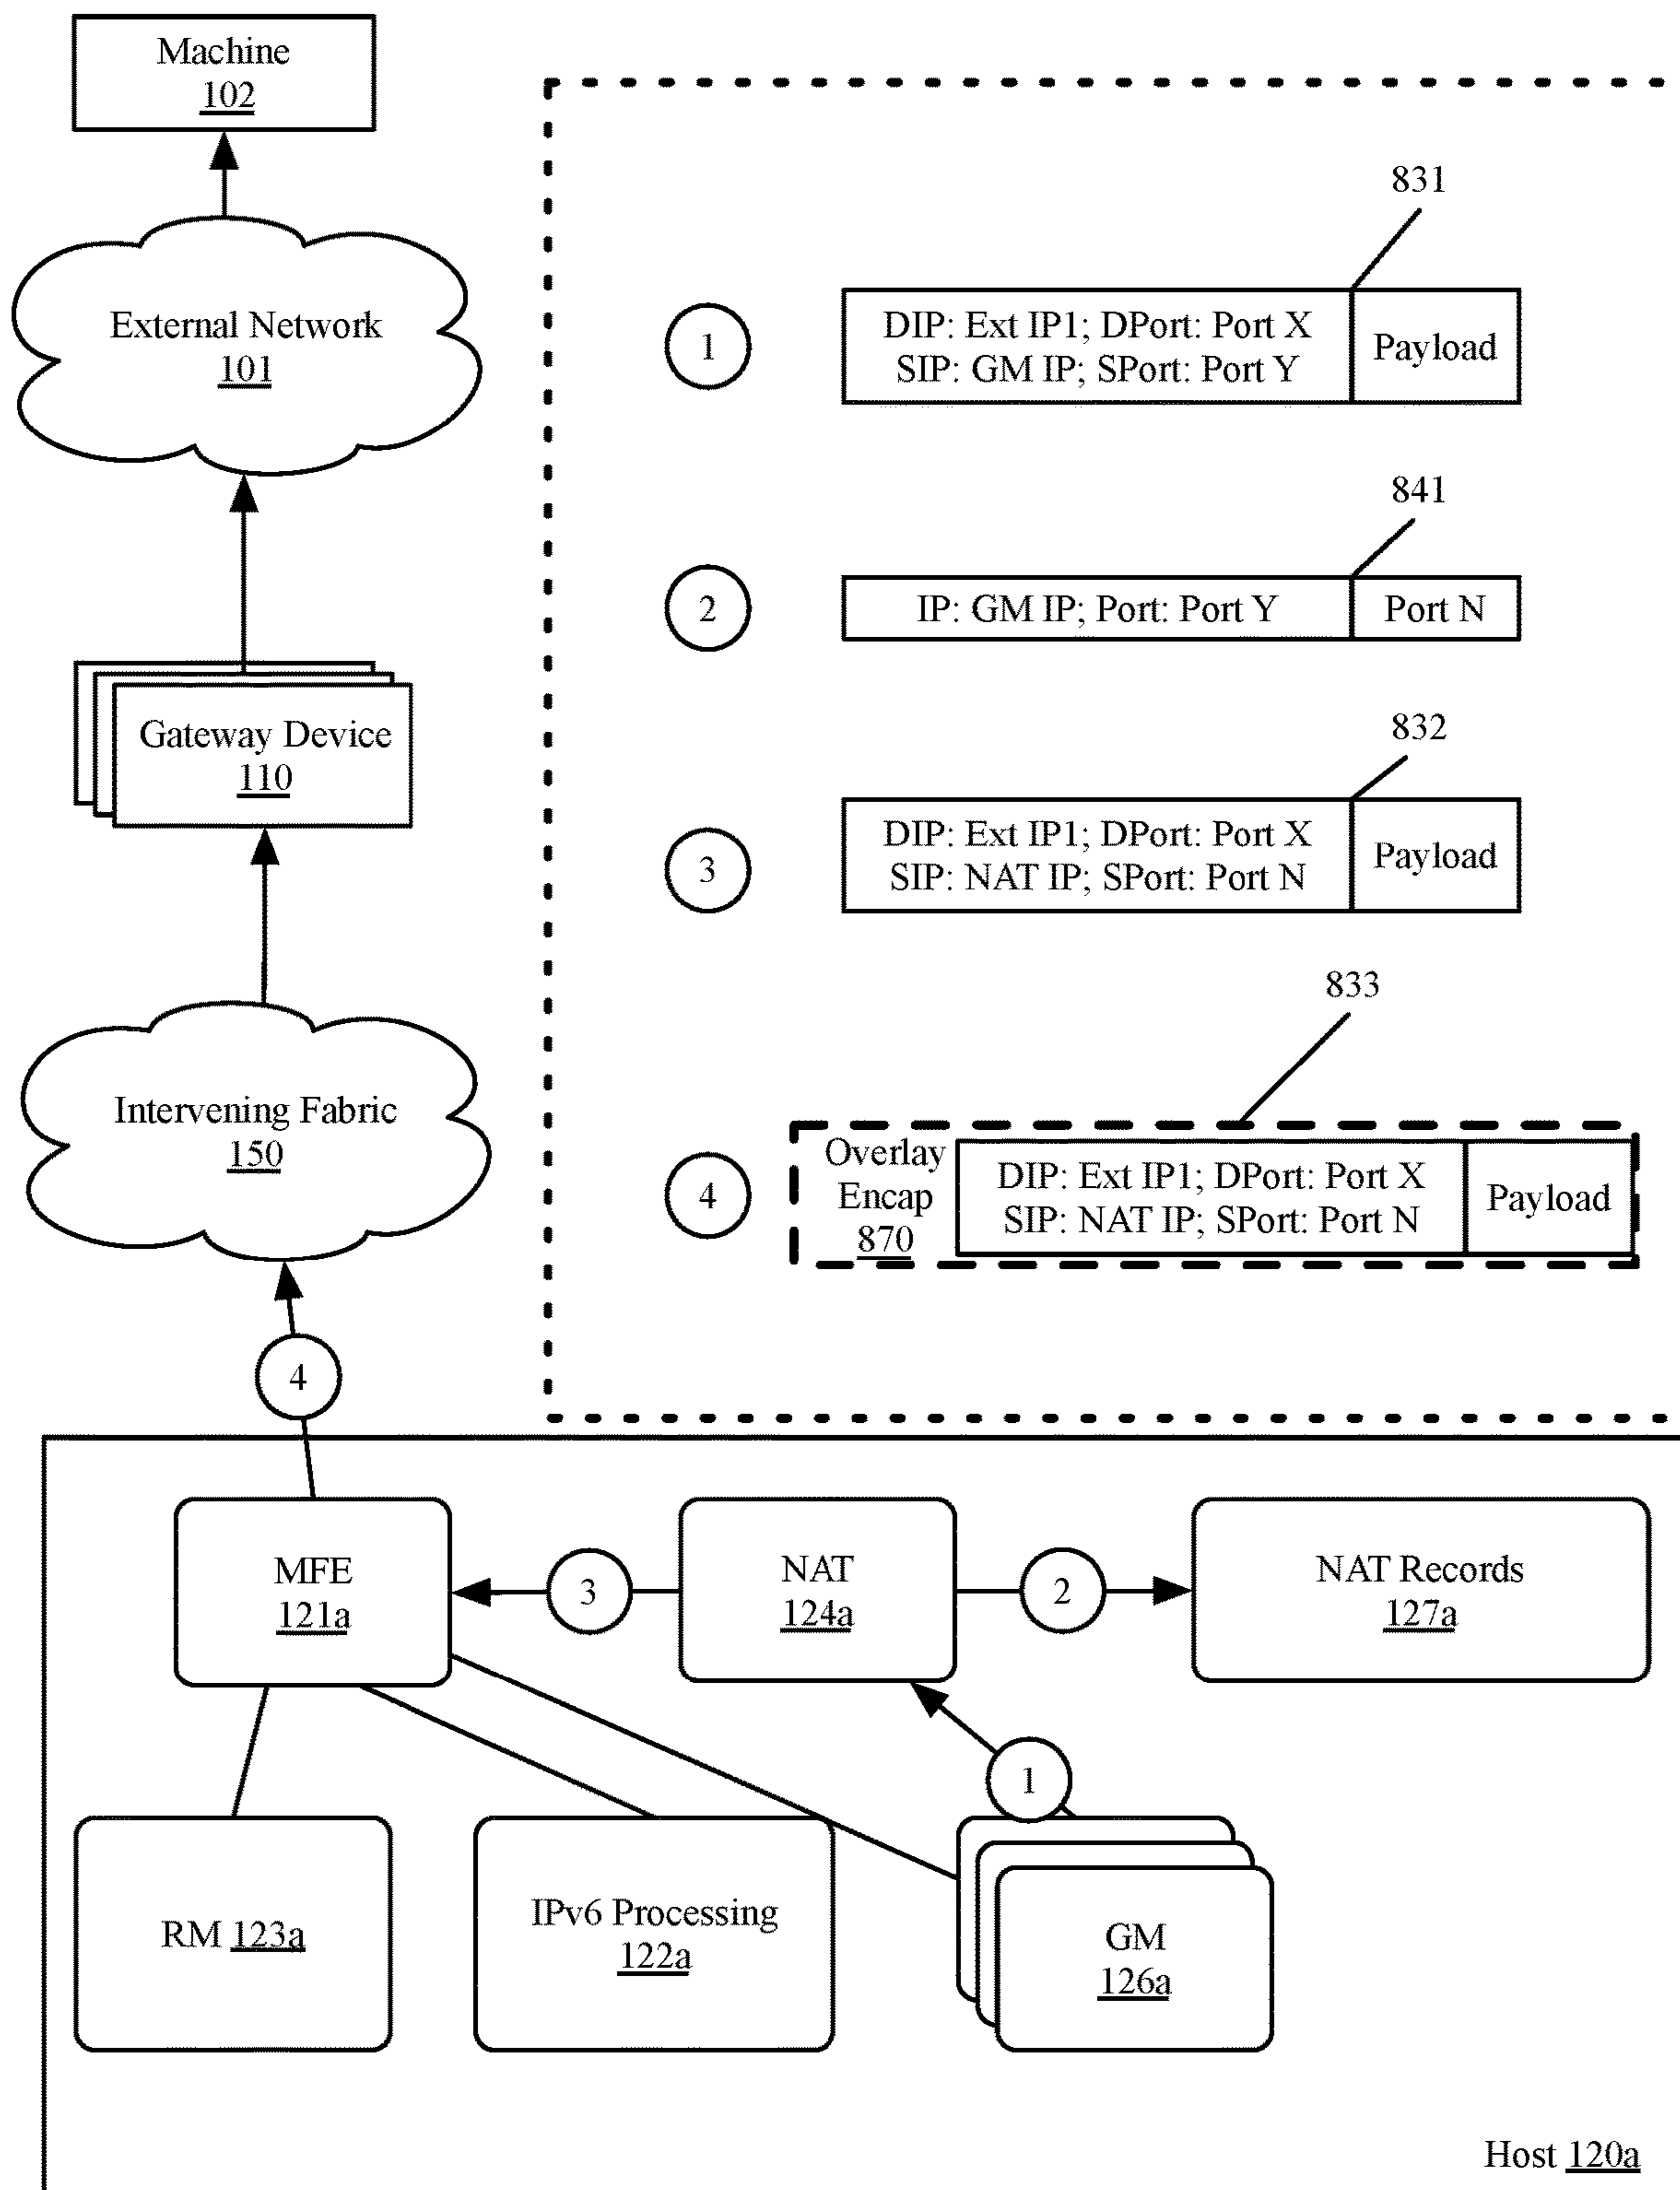 Machine
102
External Network
101
Gateway Device
110
Intervening Fabric
150
4
831
1
DIP: Ext IP1; DPort: Port X
SIP: GM IP; SPort: Port Y
Payload
841
2
IP: GM IP; Port: Port Y
Port N
832
3
DIP: Ext IP1; DPort: Port X
SIP: NAT IP; SPort: Port N
Payload
833
4
Overlay
Encap
870
DIP: Ext IP1; DPort: Port X
SIP: NAT IP; SPort: Port N
Payload
MFE
121a
3
NAT
124a
2
NAT Records
127a
1
RM 123a
IPv6 Processing
122a
GM
126a
Host 120a